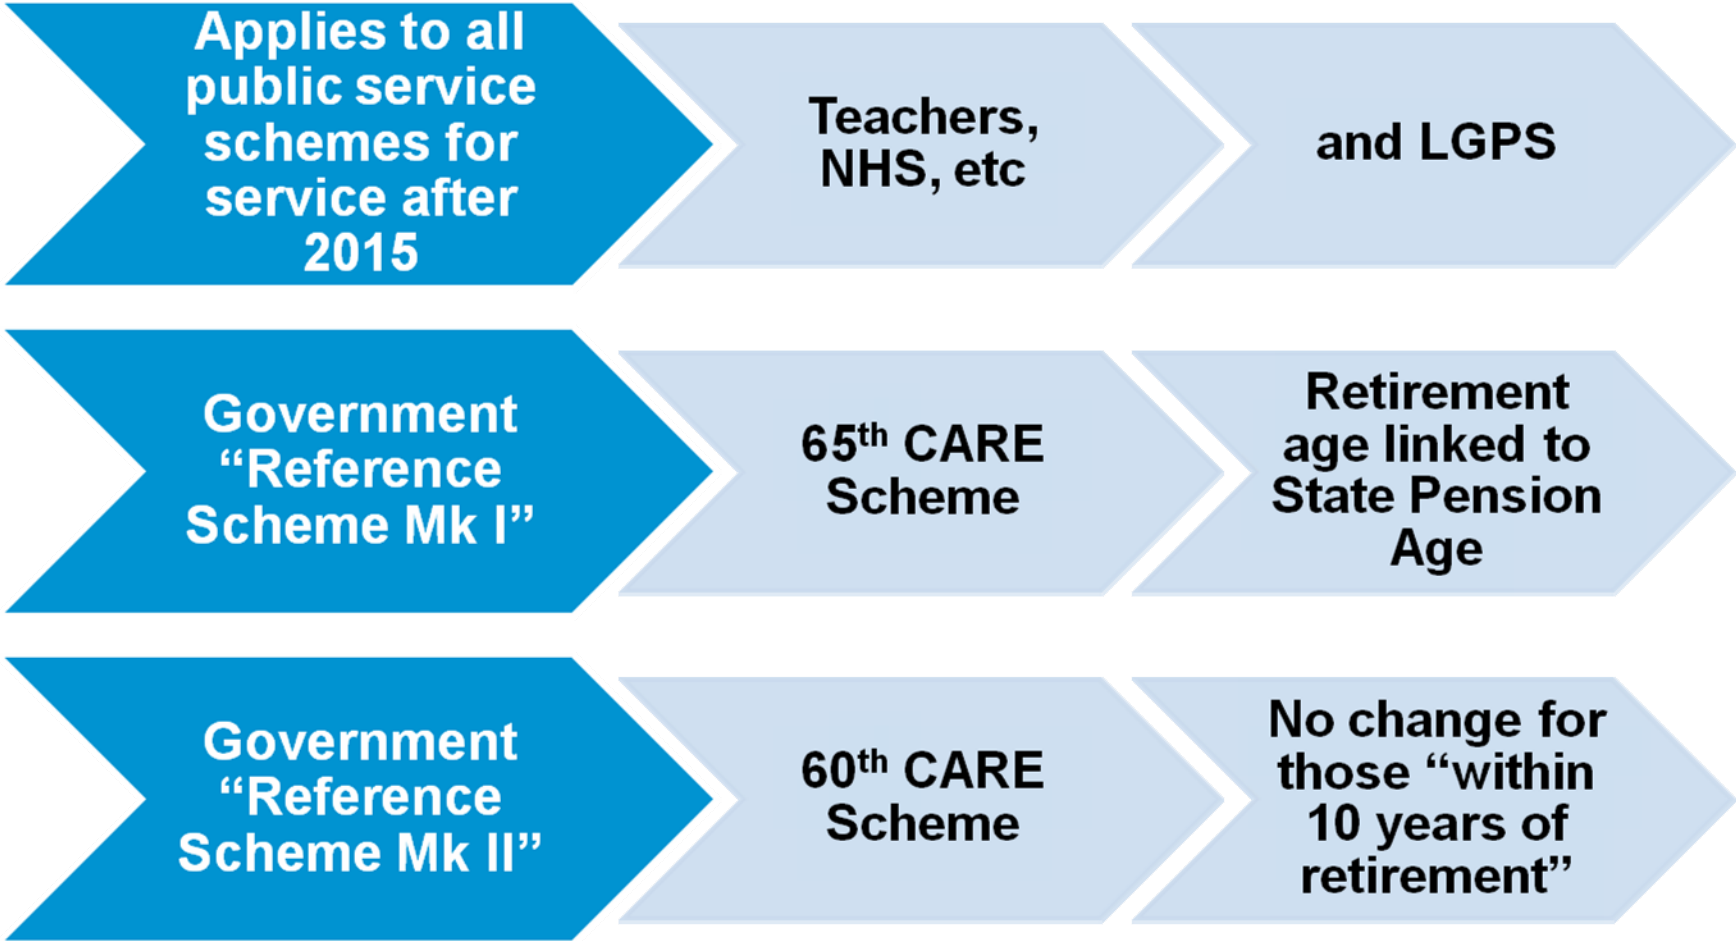 Applies to all
public service
schemes for
service after
2015
Teachers,
NHS, etc
and LGPS
Government
“Reference
Scheme Mk I”
65th CARE
Scheme
Retirement
age linked to
State Pension
Age
Government
“Reference
Scheme Mk II”
60th CARE
Scheme
No change for
those “within
10 years of
retirement”